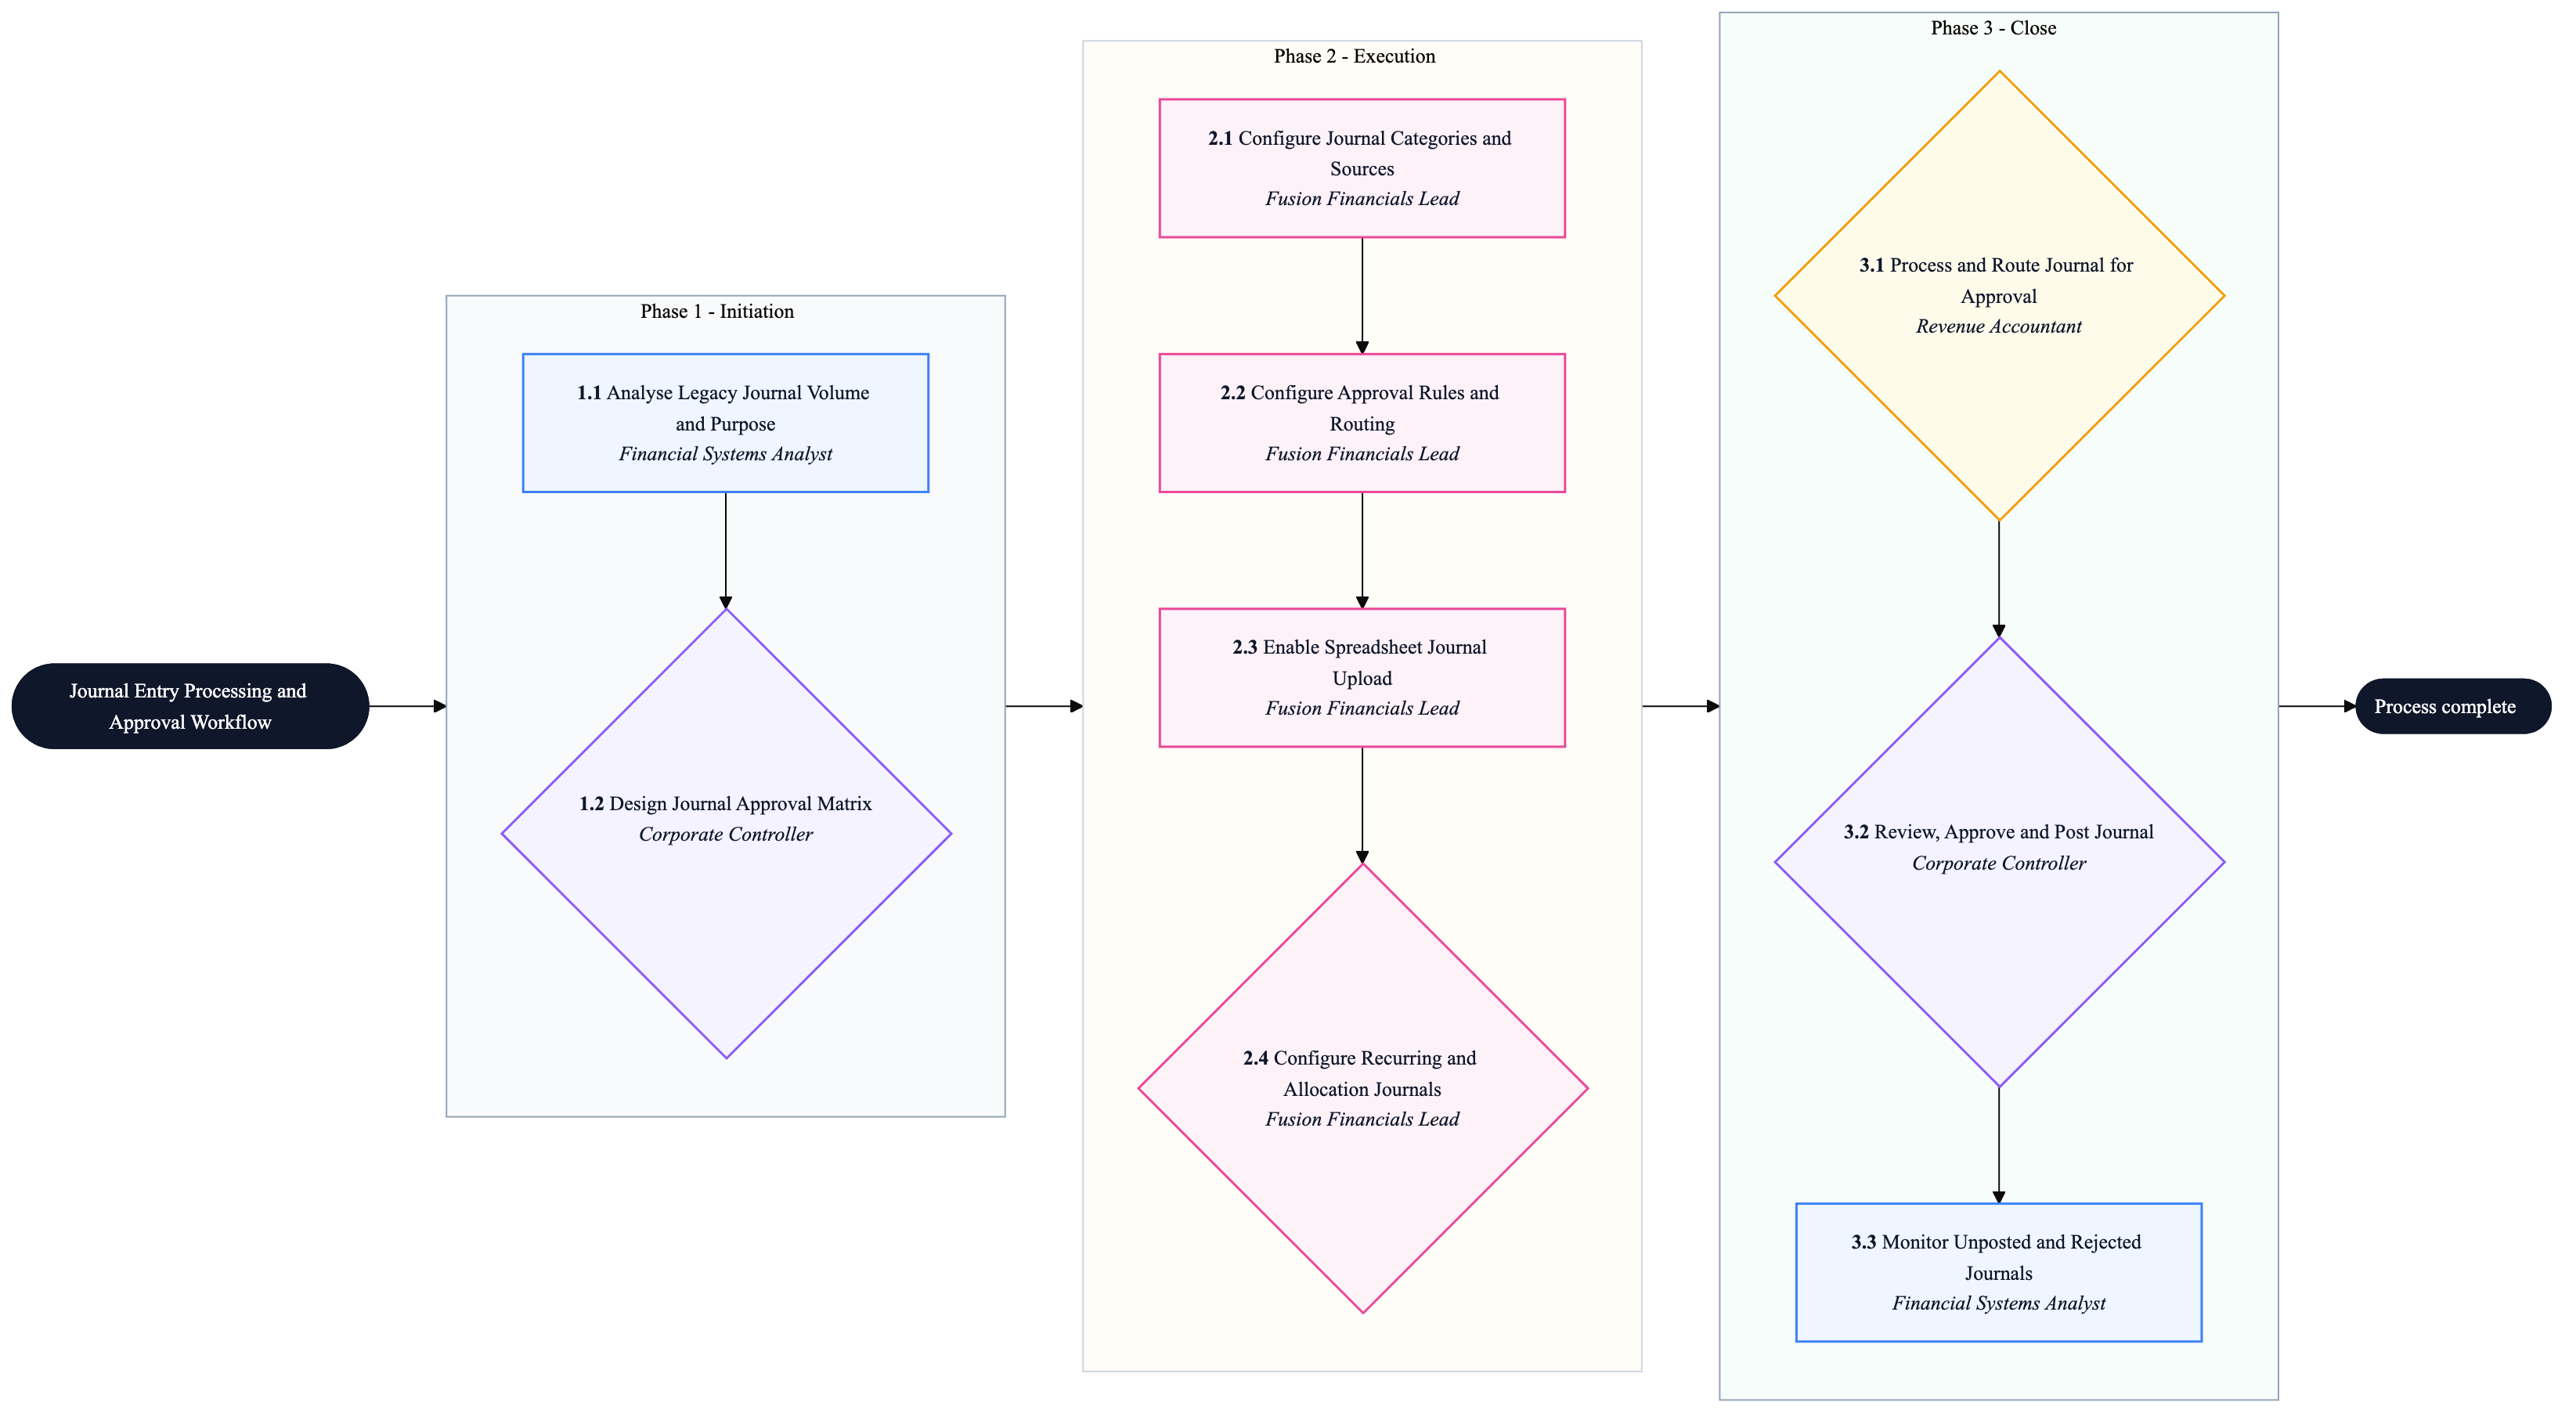 Journal Entry Processing and
Approval Workflow
Phase 1 - Initiation
1.1 Analyse Legacy Journal Volume
and Purpose
Financial Systems Analyst
1.2 Design Journal Approval Matrix
Corporate Controller
Phase 2 - Execution
2.1 Configure Journal Categories and
Sources
Fusion Financials Lead
2.2 Configure Approval Rules and
Routing
Fusion Financials Lead
2.3 Enable Spreadsheet Journal
Upload
Fusion Financials Lead
2.4 Configure Recurring and
Allocation Journals
Fusion Financials Lead
Phase 3 - Close
3.1 Process and Route Journal for
Approval
Revenue Accountant
3.2 Review, Approve and Post Journal
Corporate Controller
3.3 Monitor Unposted and Rejected
Journals
Financial Systems Analyst
Process complete